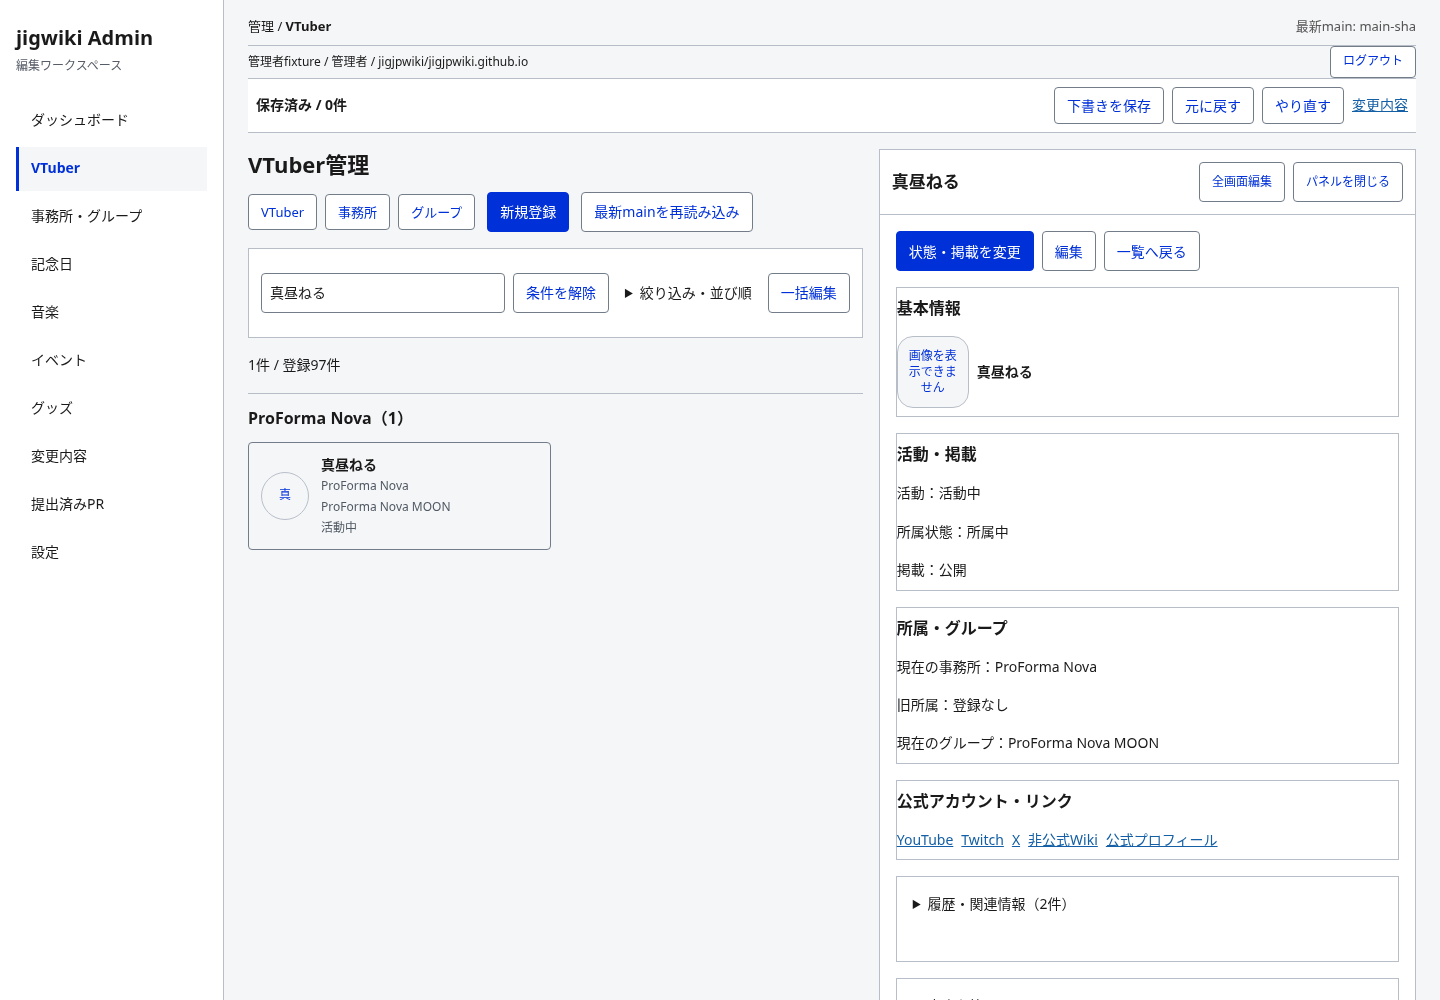 jigwiki Admin
編集ワークスペース
ダッシュボード
VTuber
事務所・グループ
記念日
音楽
イベント
グッズ
変更内容
提出済みPR
設定
管理 / VTuber
最新main: main-sha
管理者fixture / 管理者 / jigjpwiki/jigjpwiki.github.io
ログアウト
保存済み / 0件
下書きを保存 元に戻す やり直す 変更内容
VTuber管理
VTuber 事務所 グループ 新規登録 最新mainを再読み込み
真昼ねる 条件を解除 ▶ 絞り込み・並び順 一括編集
1件 / 登録97件
ProForma Nova（1）
真
真昼ねる
ProForma Nova
ProForma Nova MOON
活動中
真昼ねる
全画面編集 パネルを閉じる
状態・掲載を変更 編集 一覧へ戻る
基本情報
画像を表
示できま
せん
真昼ねる
活動・掲載
活動：活動中
所属状態：所属中
掲載：公開
所属・グループ
現在の事務所：ProForma Nova
旧所属：登録なし
現在のグループ：ProForma Nova MOON
公式アカウント・リンク
YouTube Twitch X 非公式Wiki 公式プロフィール
▶ 履歴・関連情報（2件）